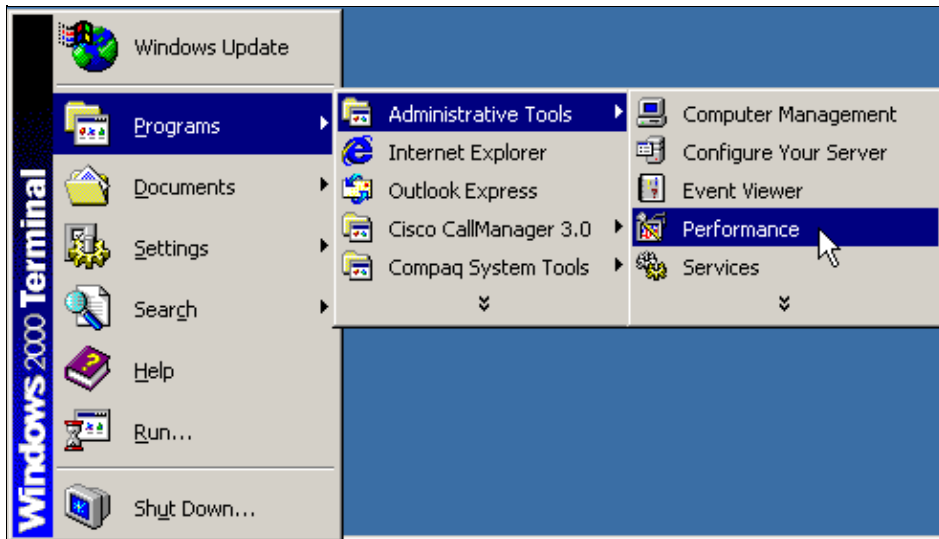 Windows 2000 Terminal
Windows Update
Programs
Documents
Settings
Search
Help
Run...
Shut Down...
Administrative Tools
Internet Explorer
Outlook Express
Cisco CallManager 3.0
Compaq System Tools
Computer Management
Configure Your Server
Event Viewer
Performance
Services